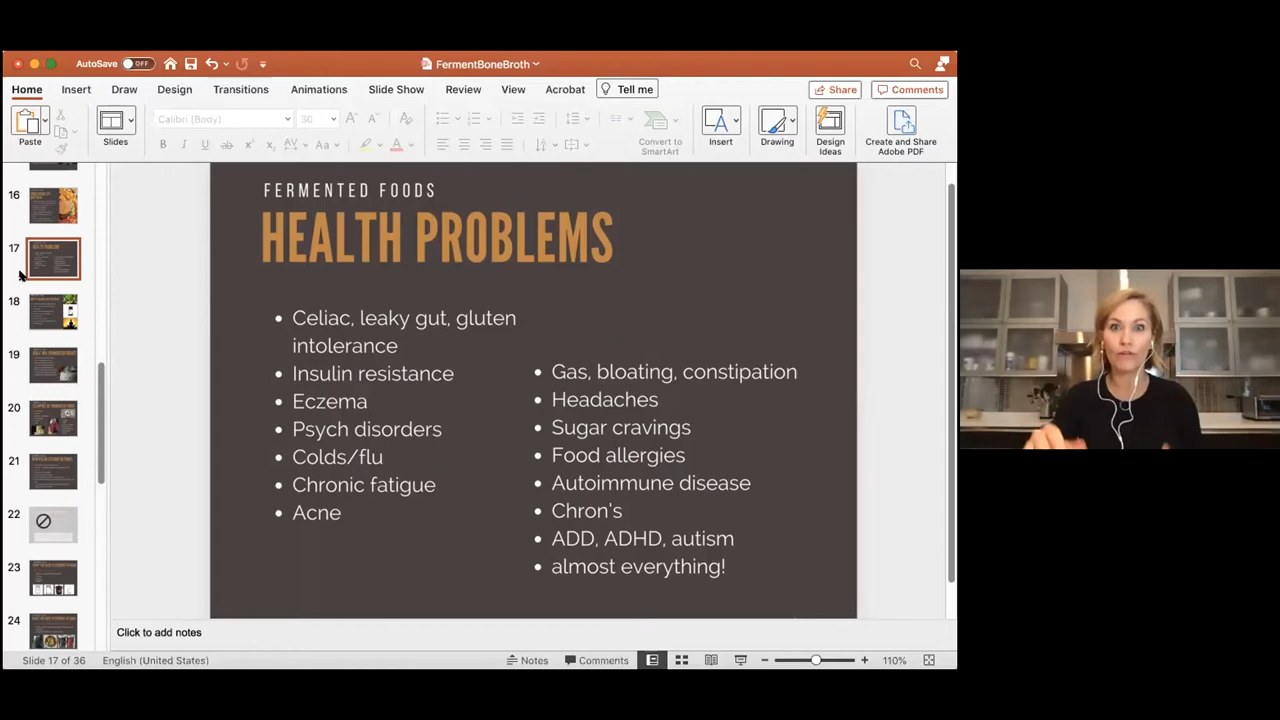 AutoSave OFF
FermentBoneBroth
Home Insert Draw Design Transitions Animations Slide Show Review View Acrobat Tell me Share Comments
Paste
Slides
Calibri (Body) 30
Convert to
SmartArt
Insert
Drawing
Design
Ideas
Create and Share
Adobe PDF
16
17
18
19
20
21
22
23
24
FERMENTED FOODS
HEALTH PROBLEMS
• Celiac, leaky gut, gluten
intolerance
• Insulin resistance
• Eczema
• Psych disorders
• Colds/flu
• Chronic fatigue
• Acne
• Gas, bloating, constipation
• Headaches
• Sugar cravings
• Food allergies
• Autoimmune disease
• Chron's
• ADD, ADHD, autism
• almost everything!
Click to add notes
Slide 17 of 36 English (United States) Notes Comments 110%